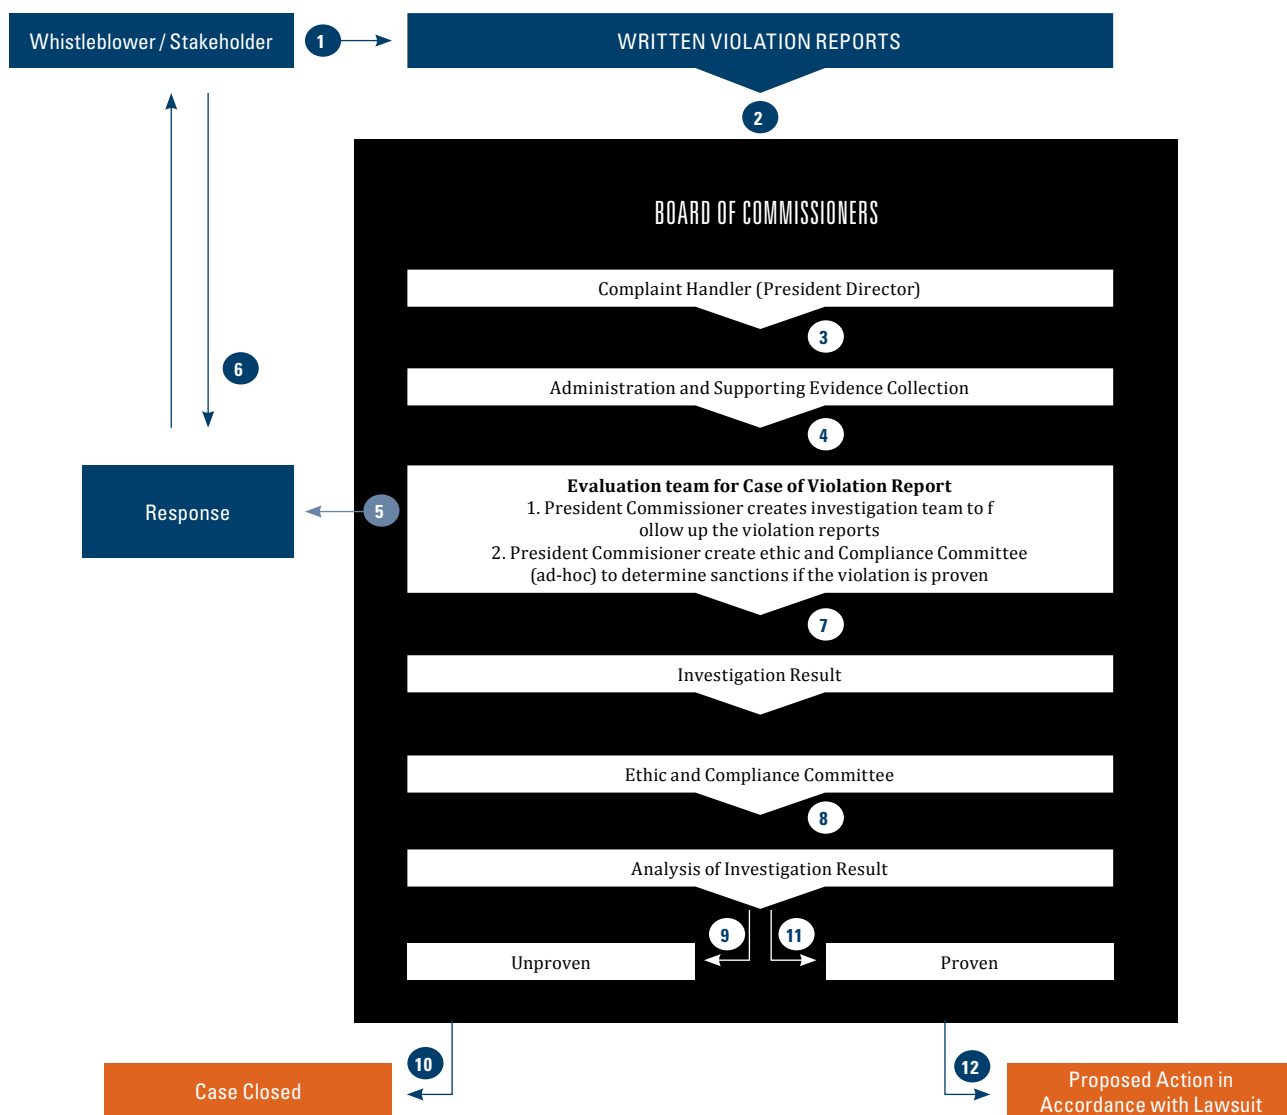 Whistleblower / Stakeholder
1
WRITTEN VIOLATION REPORTS
2
BOARD OF COMMISSIONERS
Complaint Handler (President Director)
3
6
Administration and Supporting Evidence Collection
4
Response
5
Evaluation team for Case of Violation Report
1. President Commissioner creates investigation team to f
ollow up the violation reports
2. President Commisioner create ethic and Compliance Committee
(ad-hoc) to determine sanctions if the violation is proven
7
Investigation Result
Ethic and Compliance Committee
8
Analysis of Investigation Result
9
11
Unproven
Proven
10
12
Case Closed
Proposed Action in
Accordance with Lawsuit